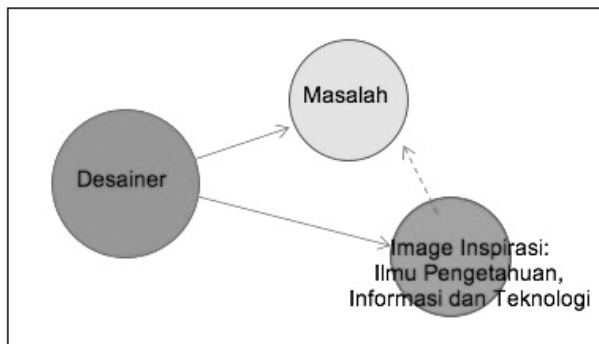 Masalah
Desainer
Image Inspirasi:
Ilmu Pengetahuan,
Informasi dan Teknologi